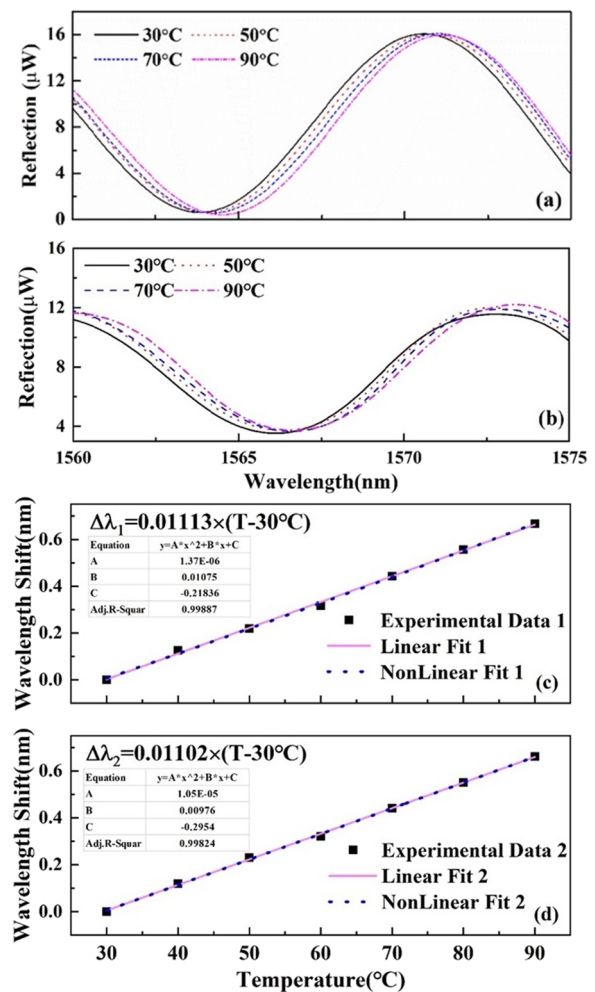 16
12
8
4
0
Reflection (μW)
30°C 50°C
70°C 90°C
(a)
16
12
8
4
Reflection(μW)
30°C 50°C
70°C 90°C
(b)
1560 1565 1570 1575
Wavelength(nm)
0.6
0.4
0.2
0.0
Wavelength Shift(nm)
Δλ₁=0.01113×(T-30°C)
Equation y=A*x^2+B*x+C
A 1.37E-06
B 0.01075
C -0.21836
Adj.R-Squar 0.99887
Experimental Data 1
Linear Fit 1
NonLinear Fit 1
(c)
0.6
0.4
0.2
0.0
Wavelength Shift(nm)
Δλ₂=0.01102×(T-30°C)
Equation y=A*x^2+B*x+C
A 1.05E-05
B 0.00976
C -0.2954
Adj.R-Squar 0.99824
Experimental Data 2
Linear Fit 2
NonLinear Fit 2
(d)
30 40 50 60 70 80 90
Temperature(°C)